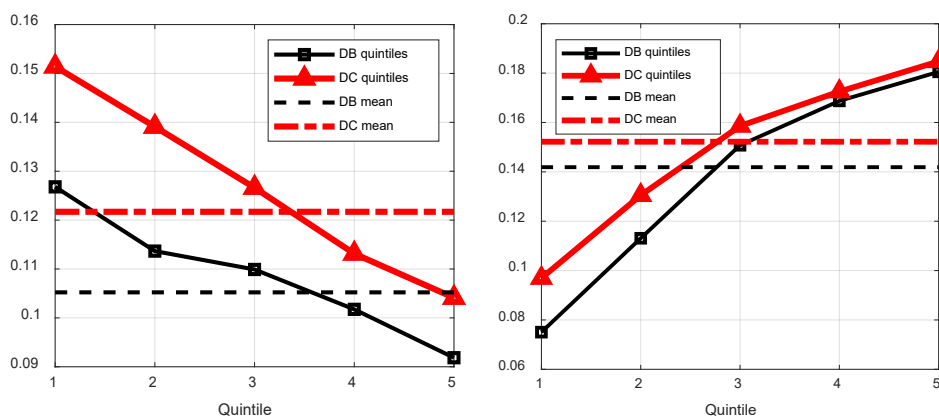 0.16
0.15
0.14
0.13
0.12
0.11
0.1
0.09
1 2 3 4 5
Quintile
DB quintiles
DC quintiles
DB mean
DC mean
0.2
0.18
0.16
0.14
0.12
0.1
0.08
0.06
1 2 3 4 5
Quintile
DB quintiles
DC quintiles
DB mean
DC mean